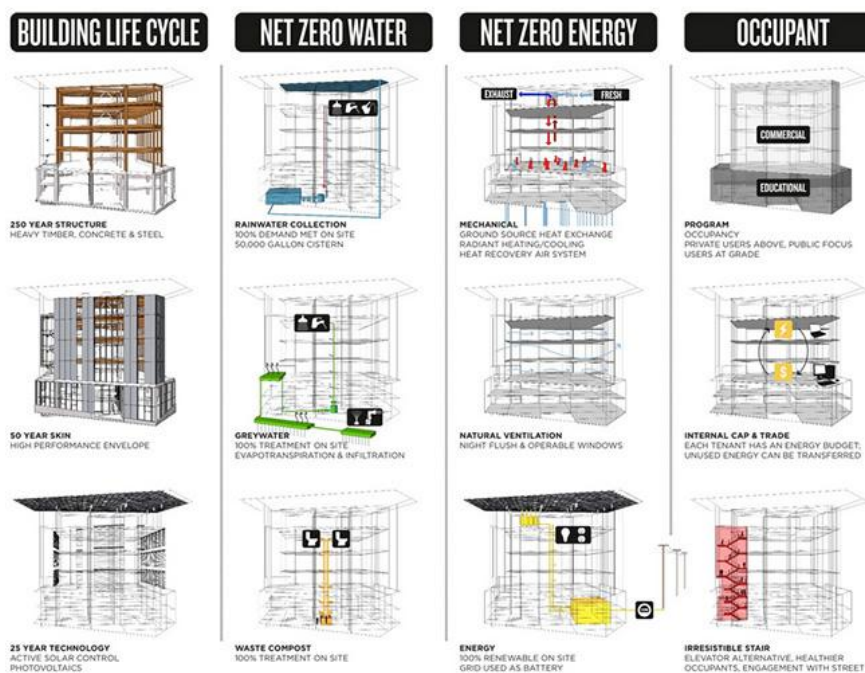 BUILDING LIFE CYCLE
NET ZERO WATER
NET ZERO ENERGY
OCCUPANT
250 YEAR STRUCTURE
HEAVY TIMBER, CONCRETE & STEEL
RAINWATER COLLECTION
100% DEMAND MET ON SITE
50,000 GALLON CISTERN
EXHAUST
FRESH
MECHANICAL
GROUND SOURCE HEAT EXCHANGE
RADIANT HEATING/COOLING
HEAT RECOVERY AIR SYSTEM
COMMERCIAL
EDUCATIONAL
PROGRAM
OCCUPANCY
PRIVATE USERS ABOVE, PUBLIC FOCUS
USERS AT GRADE
50 YEAR SKIN
HIGH PERFORMANCE ENVELOPE
GREYWATER
100% TREATMENT ON SITE
EVAPOTRANSPIRATION & INFILTRATION
NATURAL VENTILATION
NIGHT FLUSH & OPERABLE WINDOWS
$
INTERNAL CAP & TRADE
EACH TENANT HAS AN ENERGY BUDGET;
UNUSED ENERGY CAN BE TRANSFERRED
25 YEAR TECHNOLOGY
ACTIVE SOLAR CONTROL
PHOTOVOLTAICS
WASTE COMPOST
100% TREATMENT ON SITE
ENERGY
100% RENEWABLE ON SITE
GRID USED AS BATTERY
IRRESISTIBLE STAIR
ELEVATOR ALTERNATIVE, HEALTHIER
OCCUPANTS, ENGAGEMENT WITH STREET